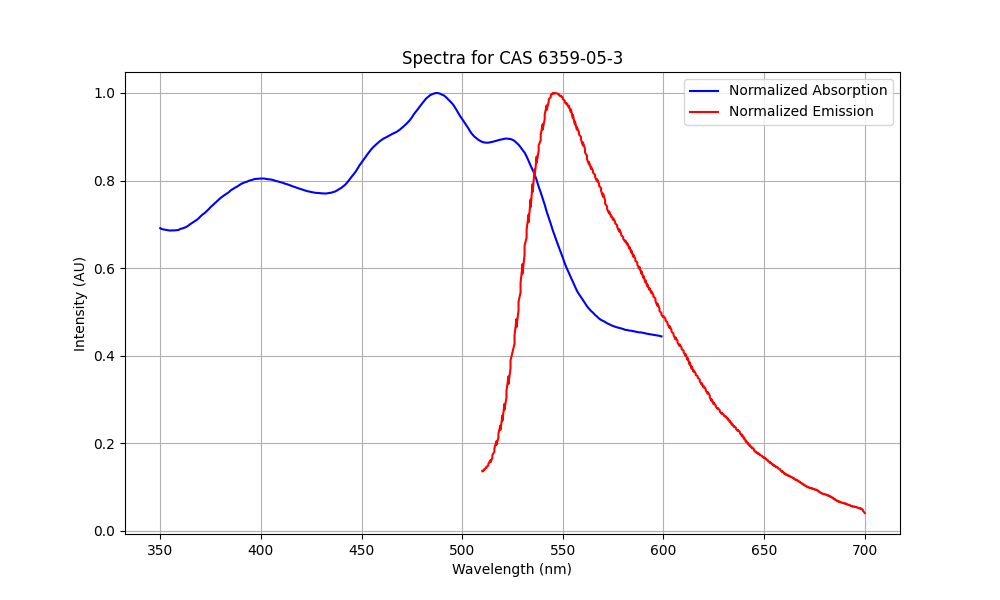 Spectra for CAS 6359-05-3
Normalized Absorption
Normalized Emission
Intensity (AU)
1.0
0.8
0.6
0.4
0.2
0.0
350 400 450 500 550 600 650 700
Wavelength (nm)